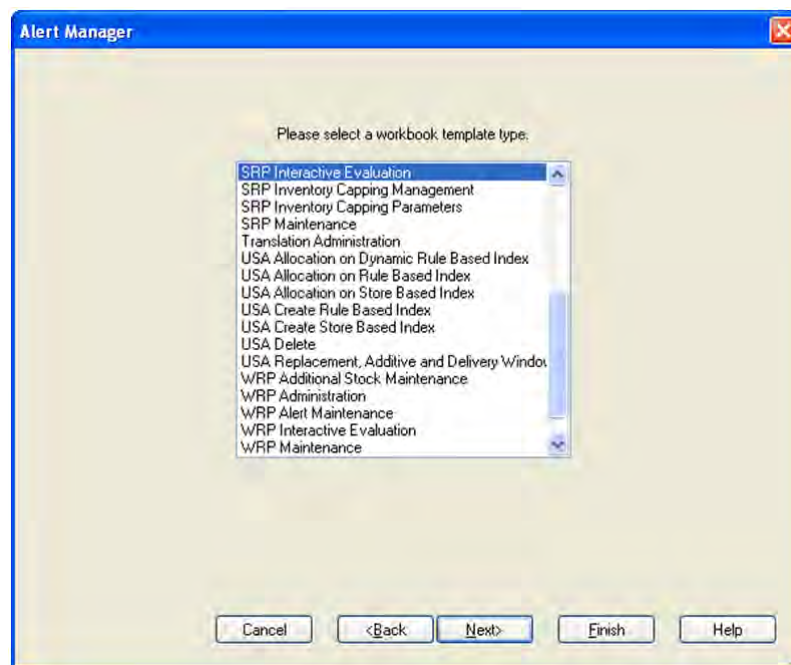 Alert Manager
Please select a workbook template type.
SRP Interactive Evaluation
SRP Inventory Capping Management
SRP Inventory Capping Parameters
SRP Maintenance
Translation Administration
USA Allocation on Dynamic Rule Based Index
USA Allocation on Rule Based Index
USA Allocation on Store Based Index
USA Create Rule Based Index
USA Create Store Based Index
USA Delete
USA Replacement, Additive and Delivery Windov
WRP Additional Stock Maintenance
WRP Administration
WRP Alert Maintenance
WRP Interactive Evaluation
WRP Maintenance
Cancel <Back Next> Finish Help